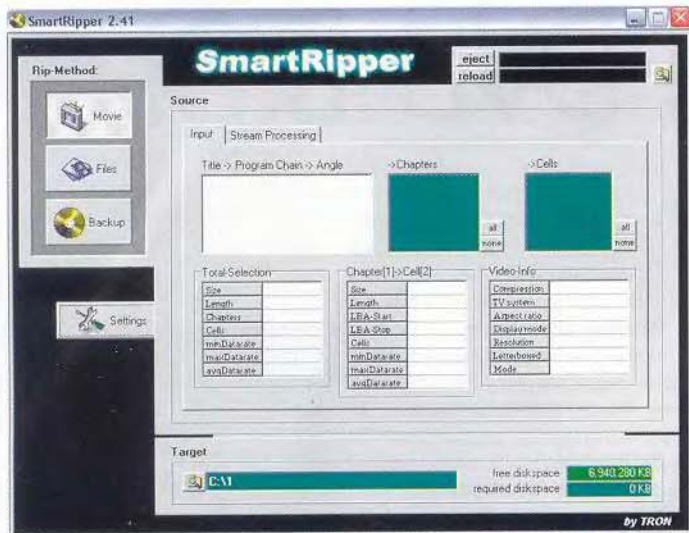 SmartRipper 2.41
SmartRipper
eject
reload
Rip-Method:
Movie
Files
Backup
Settings
Source
Input
Stream Processing
Title -> Program Chain -> Angle
->Chapters
->Cells
all
none
all
none
Total-Selection
Size
Length
Chapters
Cells
minDatarate
maxDatarate
avgDatarate
Chapter[1]->Cell[2]
Size
Length
LBA-Start
LBA-Stop
Cells
minDatarate
maxDatarate
avgDatarate
Video-Info
Compression
TV system
Aspect ratio
Display mode
Resolution
Letterboxed
Mode
Target
C:\1
free diskspace
6,940,280 KB
required diskspace
0 KB
by TRON